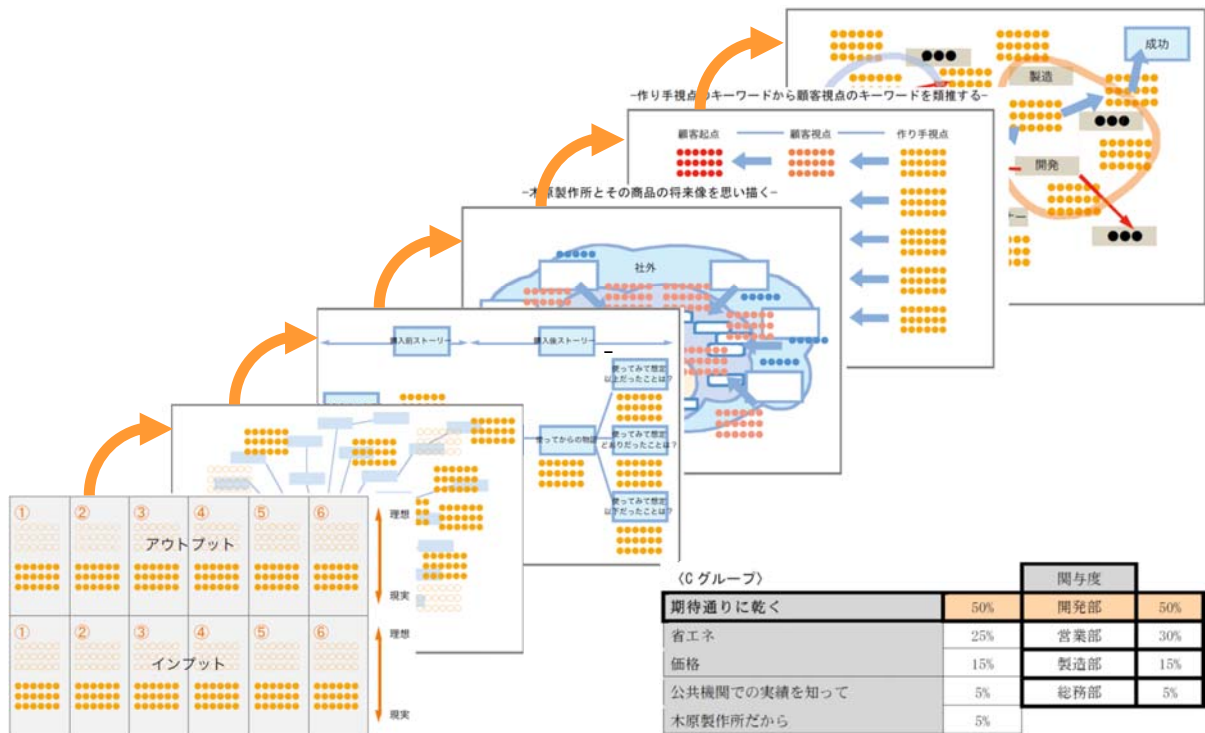 成功
●●●
製造
●●●
開発
●●●
−作り手視点のキーワードから顧客視点のキーワードを類推する−
顧客起点
顧客視点
作り手視点
−木原製作所とその商品の将来像を思い描く−
社外
購入前ストーリー
購入後ストーリー
使ってみて想定
以上だったことは?
使ってからの物語
使ってみて想定
どおりだったことは?
使ってみて想定
以下だったことは?
① ② ③ ④ ⑤ ⑥
アウトプット
理想
現実
① ② ③ ④ ⑤ ⑥
インプット
理想
現実
〈C グループ〉 関与度
期待通りに乾く 50% 開発部 50%
省エネ 25% 営業部 30%
価格 15% 製造部 15%
公共機関での実績を知って 5% 総務部 5%
木原製作所だから 5%